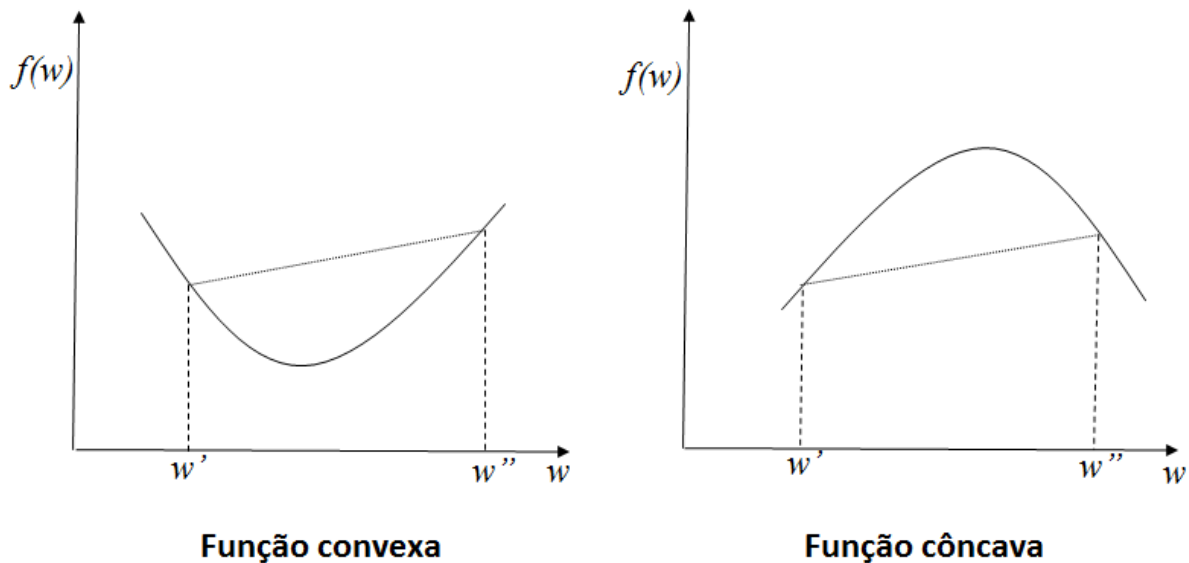 f(w)
w’
w”
w
Função convexa
f(w)
w’
w”
w
Função côncava